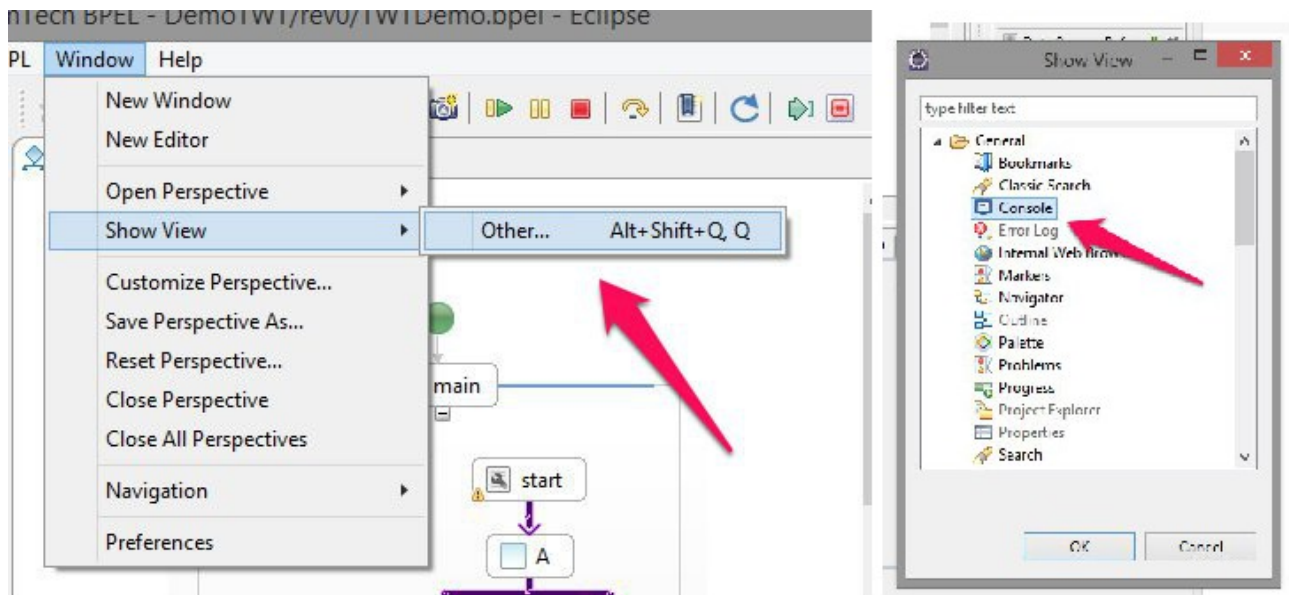 BPEL - DemoTWT/rev0/TWTDemo.bpel - Eclipse
Window Help
New Window
New Editor
Open Perspective
Show View
Other... Alt+Shift+Q, Q
Customize Perspective...
Save Perspective As...
Reset Perspective...
Close Perspective
Close All Perspectives
Navigation
Preferences
main
start
A
Show View
type filter text
General
Bookmarks
Classic Search
Console
Error Log
Internal Web
Markers
Navigator
Outline
Palette
Problems
Progress
Project Explorer
Properties
Search
OK Cancel